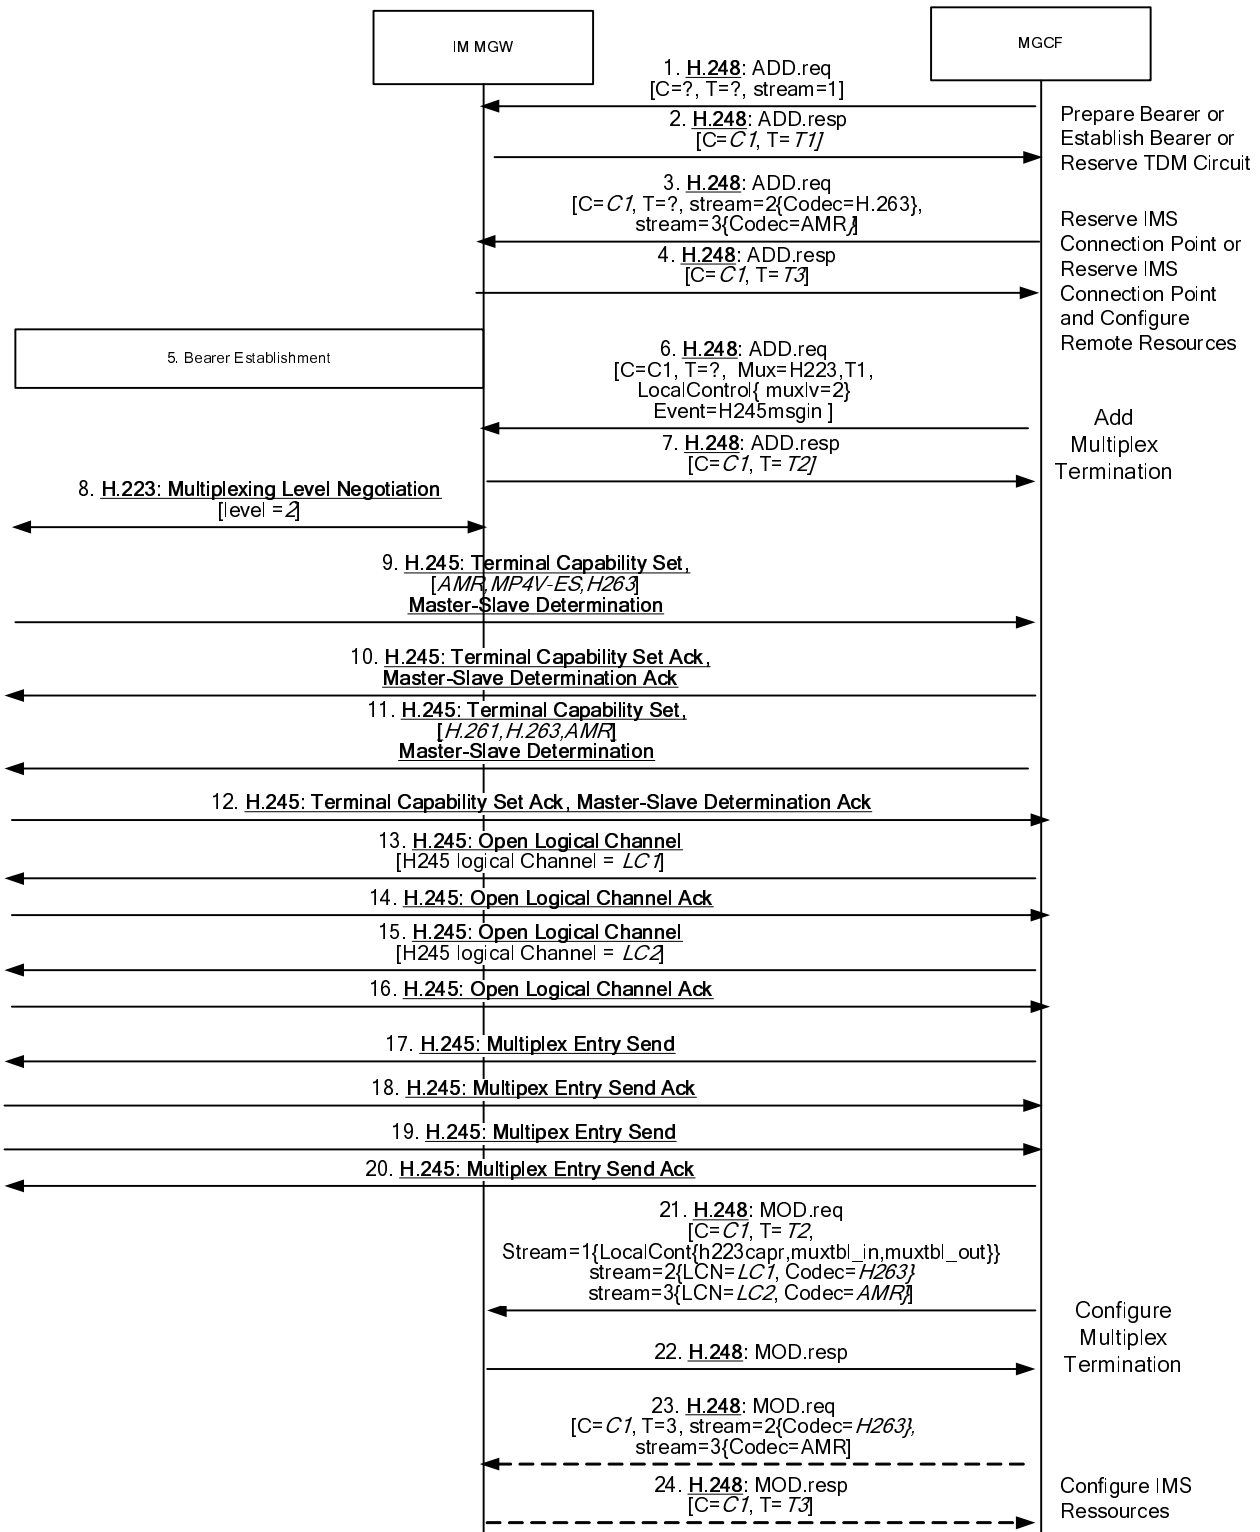 IM MGW
MGCF
1. H.248: ADD.req
[C=?, T=?, stream=1]
2. H.248: ADD.resp
[C=C1, T=T1]
Prepare Bearer or
Establish Bearer or
Reserve TDM Circuit
3. H.248: ADD.req
[C=C1, T=?, stream=2{Codec=H.263},
stream=3{Codec=AMR}]
4. H.248: ADD.resp
[C=C1, T=T3]
Reserve IMS
Connection Point or
Reserve IMS
Connection Point
and Configure
Remote Resources
5. Bearer Establishment
6. H.248: ADD.req
[C=C1, T=?, Mux=H223,T1,
LocalControl{ muxlv=2}
Event=H245msgin ]
7. H.248: ADD.resp
[C=C1, T=T2]
Add
Multiplex
Termination
8. H.223: Multiplexing Level Negotiation
[level =2]
9. H.245: Terminal Capability Set,
[AMR,MP4V-ES,H263]
Master-Slave Determination
10. H.245: Terminal Capability Set Ack,
Master-Slave Determination Ack
11. H.245: Terminal Capability Set,
[H.261,H.263,AMR]
Master-Slave Determination
12. H.245: Terminal Capability Set Ack, Master-Slave Determination Ack
13. H.245: Open Logical Channel
[H245 logical Channel = LC1]
14. H.245: Open Logical Channel Ack
15. H.245: Open Logical Channel
[H245 logical Channel = LC2]
16. H.245: Open Logical Channel Ack
17. H.245: Multiplex Entry Send
18. H.245: Multipex Entry Send Ack
19. H.245: Multipex Entry Send
20. H.245: Multiplex Entry Send Ack
21. H.248: MOD.req
[C=C1, T=T2,
Stream=1{LocalCont{h223capr,muxtbl_in,muxtbl_out}}
stream=2{LCN=LC1, Codec=H263}
stream=3{LCN=LC2, Codec=AMR}]
22. H.248: MOD.resp
Configure
Multiplex
Termination
23. H.248: MOD.req
[C=C1, T=3, stream=2{Codec=H263},
stream=3{Codec=AMR]
24. H.248: MOD.resp
[C=C1, T=T3]
Configure IMS
Ressources